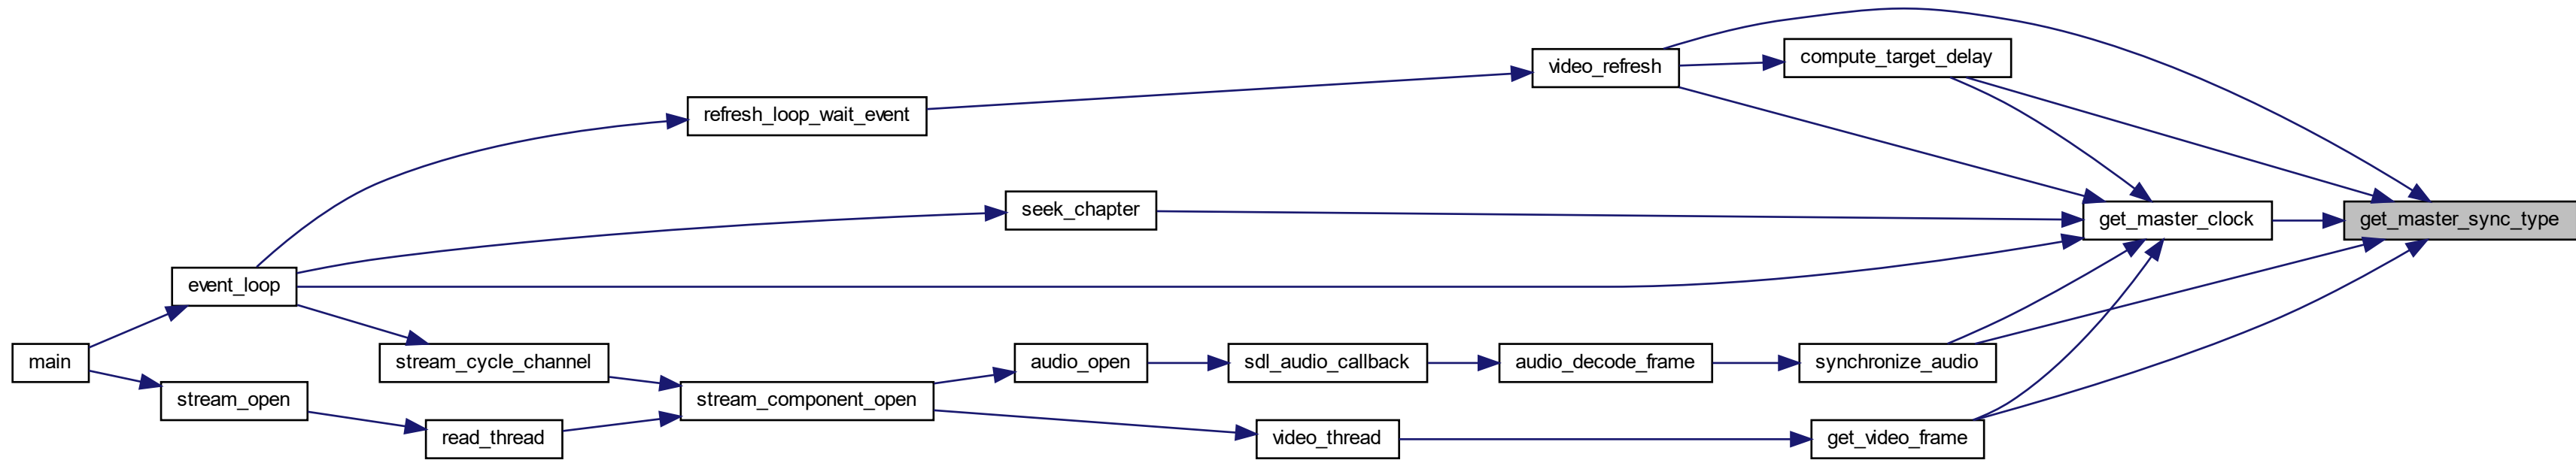 compute_target_delay
video_refresh
refresh_loop_wait_event
seek_chapter
get_master_clock
get_master_sync_type
event_loop
main
stream_cycle_channel
audio_open
sdl_audio_callback
audio_decode_frame
synchronize_audio
stream_open
stream_component_open
read_thread
video_thread
get_video_frame